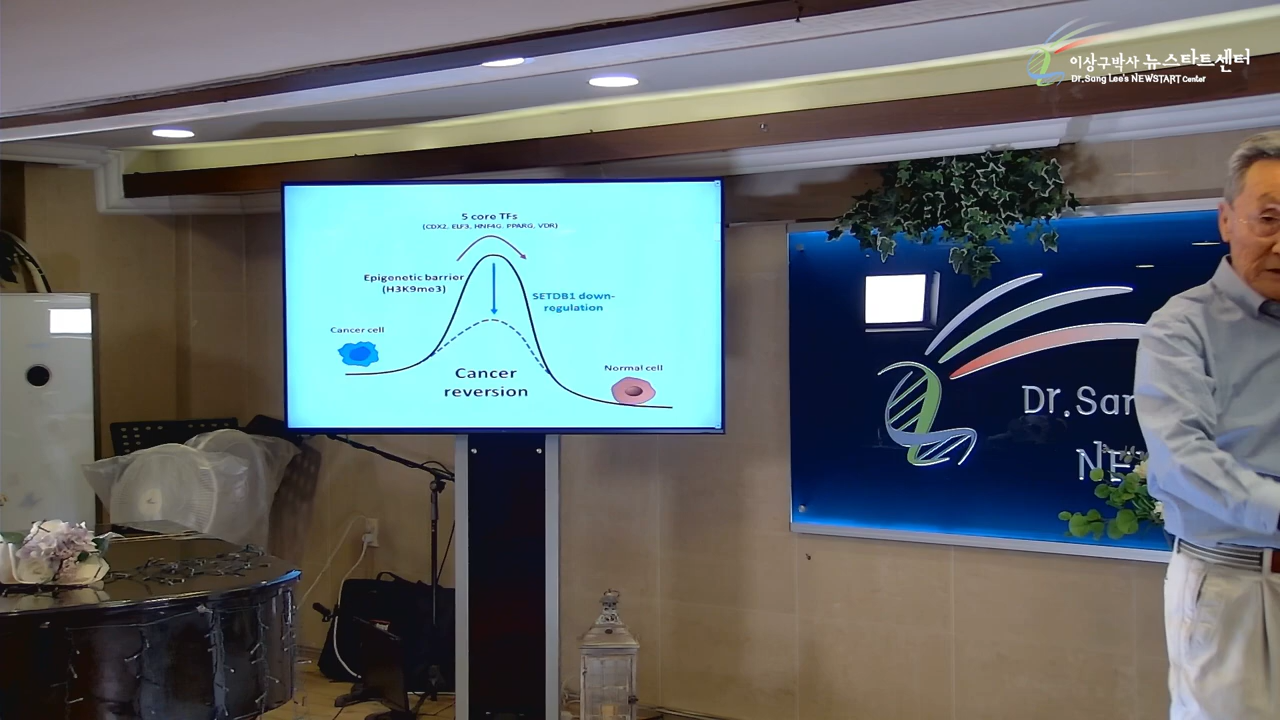 이상구박사 뉴스타트센터
Dr. Sang Lee's NEWSTART Center
5 core TFs
(CDX2, ELF3, HNF4G, PPARG, VDR)
Epigenetic barrier
(H3K9me3)
SETDB1 down-
regulation
Cancer cell
Normal cell
Cancer
reversion
Dr.San
NE